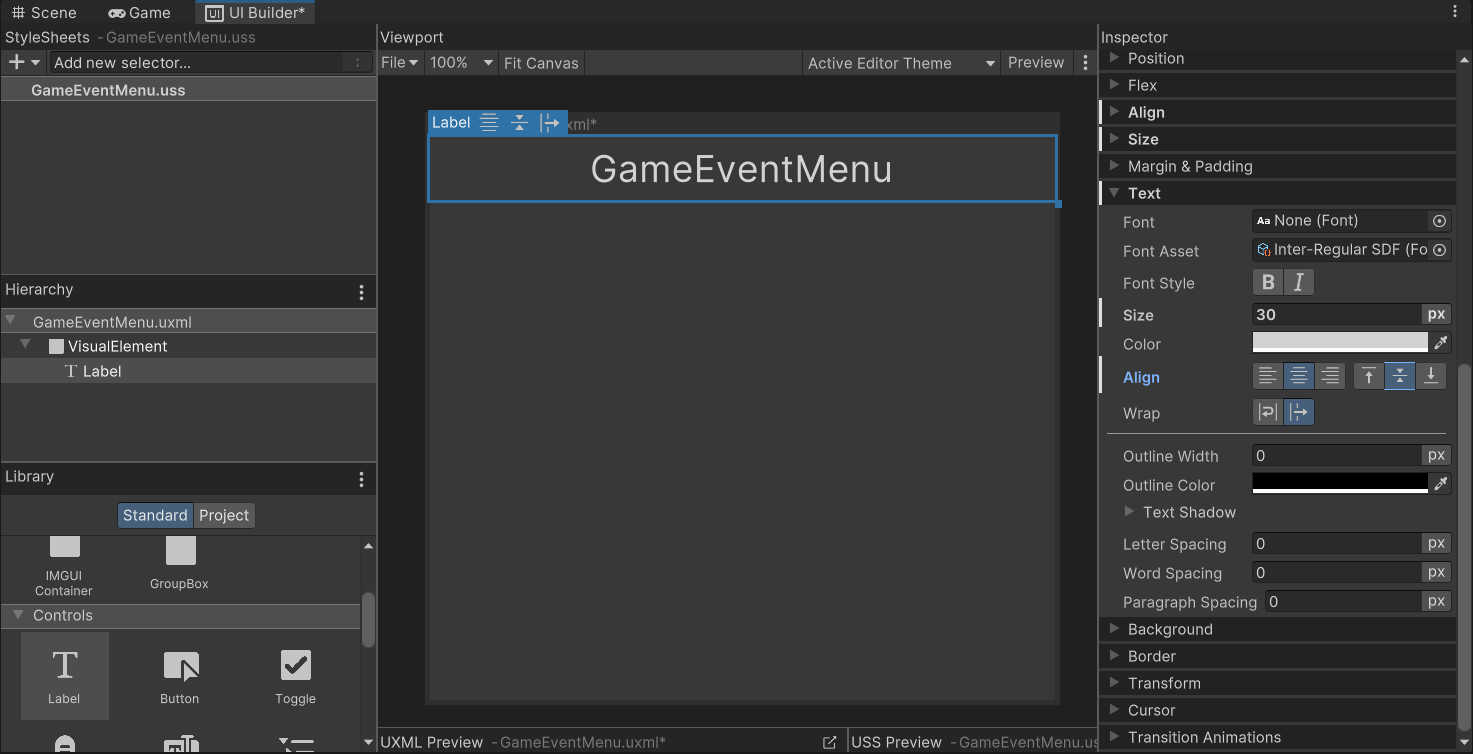 Scene
Game
UI Builder*
StyleSheets - GameEventMenu.uss
Add new selector...
GameEventMenu.uss
Hierarchy
GameEventMenu.uxml
VisualElement
Label
Library
Standard
Project
IMGUI
Container
GroupBox
Controls
Label
Button
Toggle
Viewport
File
100%
Fit Canvas
Active Editor Theme
Preview
Label
xml*
GameEventMenu
UXML Preview - GameEventMenu.uxml*
USS Preview - GameEventMenu.us
Inspector
Position
Flex
Align
Size
Margin & Padding
Text
Font
Aa None (Font)
Font Asset
Inter-Regular SDF (Fo
Font Style
B I
Size
30
px
Color
Align
Wrap
Outline Width
0
px
Outline Color
Text Shadow
Letter Spacing
0
px
Word Spacing
0
px
Paragraph Spacing
0
px
Background
Border
Transform
Cursor
Transition Animations